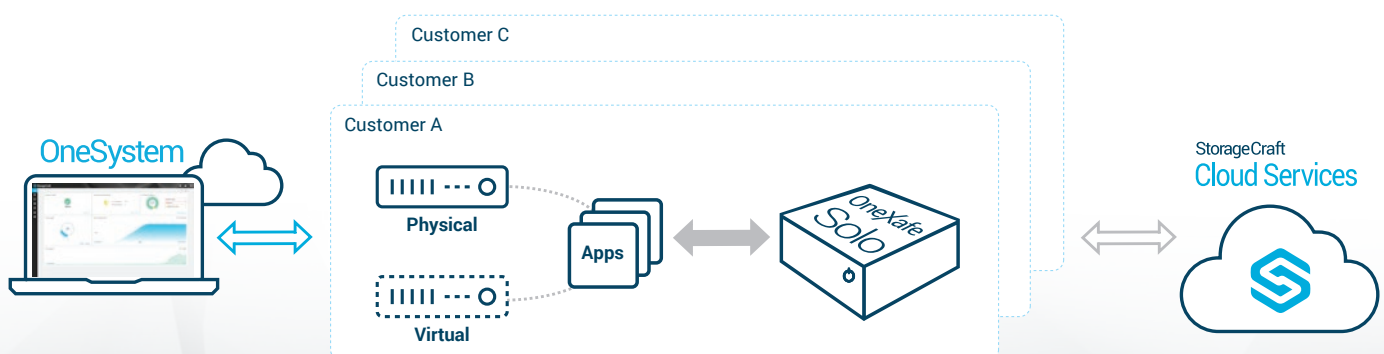 Customer C
Customer B
Customer A
OneSystem
Physical
Apps
Virtual
OneXafe
Solo
StorageCraft
Cloud Services